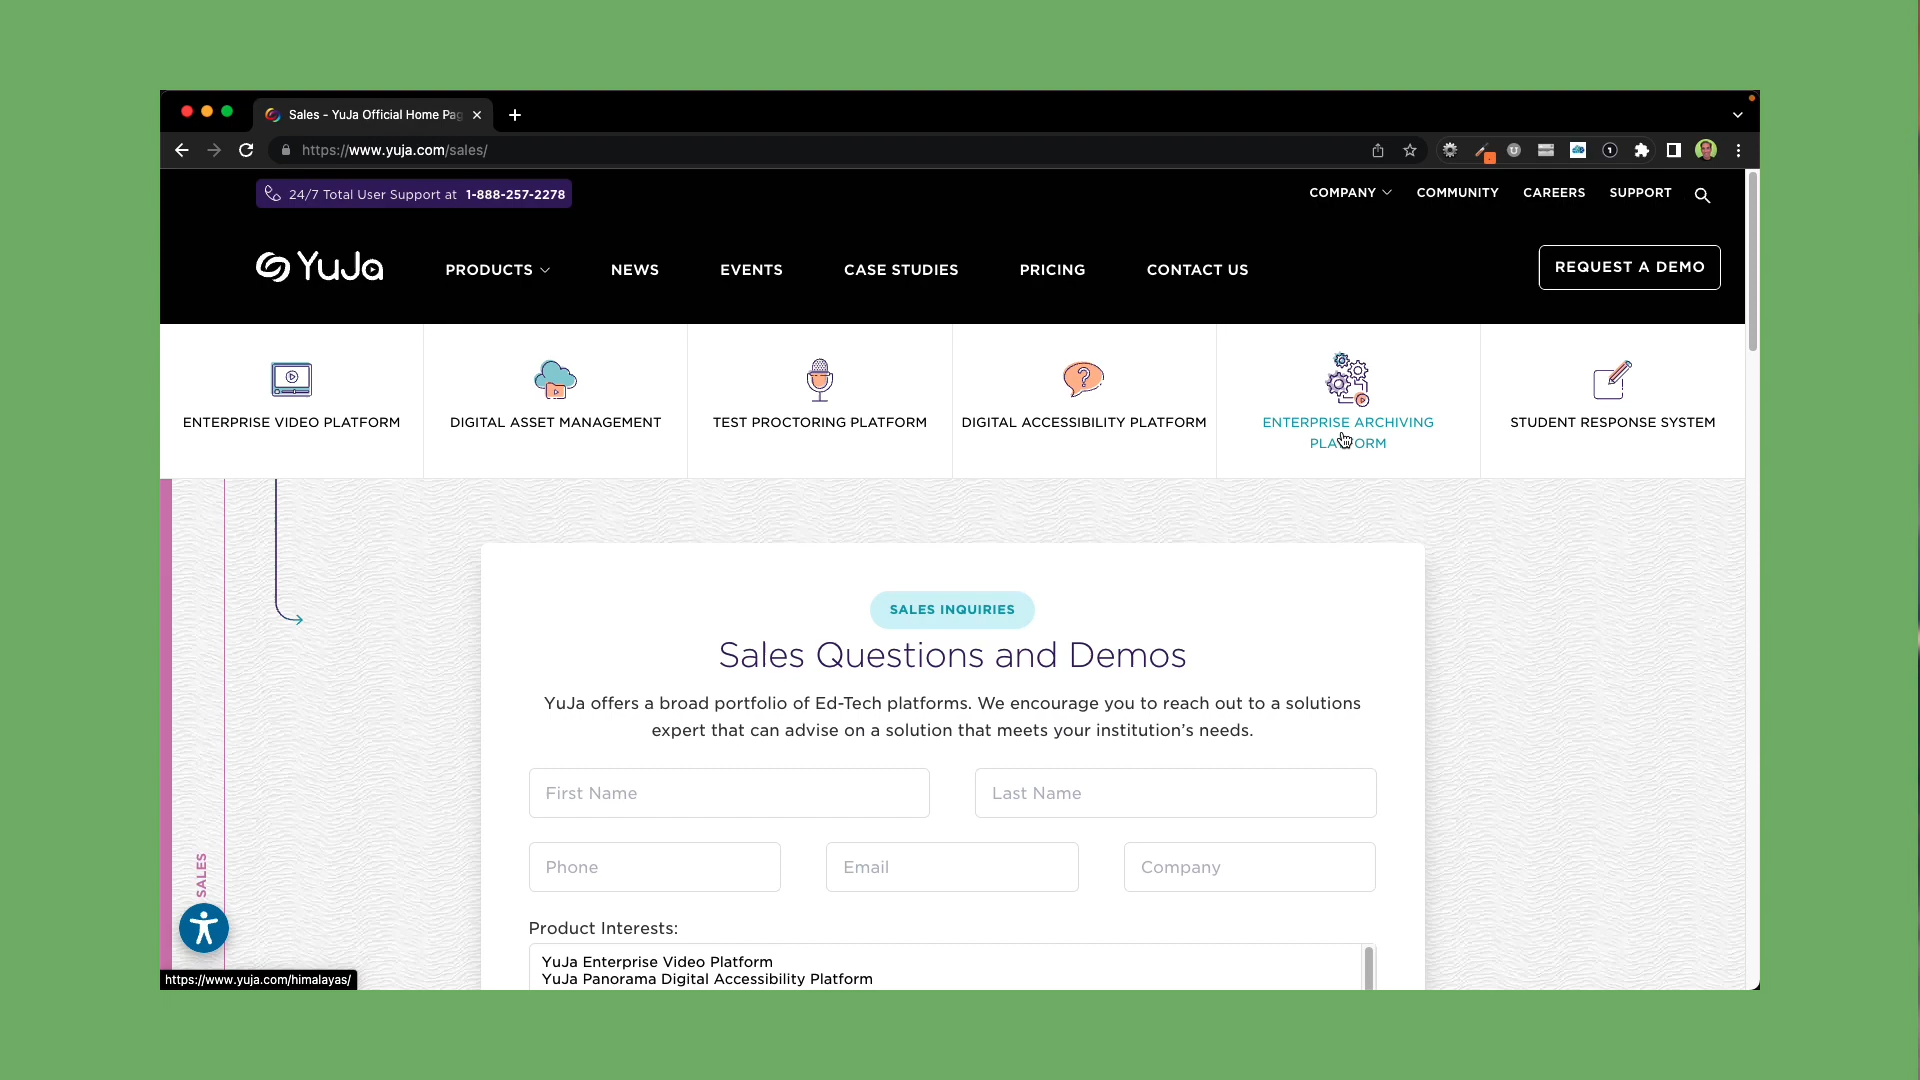 Sales - YuJa Official Home Pag
https://www.yuja.com/sales/
24/7 Total User Support at 1-888-257-2278
COMPANY
COMMUNITY
CAREERS
SUPPORT
YuJa
PRODUCTS
NEWS
EVENTS
CASE STUDIES
PRICING
CONTACT US
REQUEST A DEMO
ENTERPRISE VIDEO PLATFORM
DIGITAL ASSET MANAGEMENT
TEST PROCTORING PLATFORM
DIGITAL ACCESSIBILITY PLATFORM
ENTERPRISE ARCHIVING
PLATFORM
STUDENT RESPONSE SYSTEM
SALES INQUIRIES
Sales Questions and Demos
YuJa offers a broad portfolio of Ed-Tech platforms. We encourage you to reach out to a solutions
expert that can advise on a solution that meets your institution’s needs.
First Name
Last Name
Phone
Email
Company
SALES
Product Interests:
YuJa Enterprise Video Platform
YuJa Panorama Digital Accessibility Platform
https://www.yuja.com/himalayas/